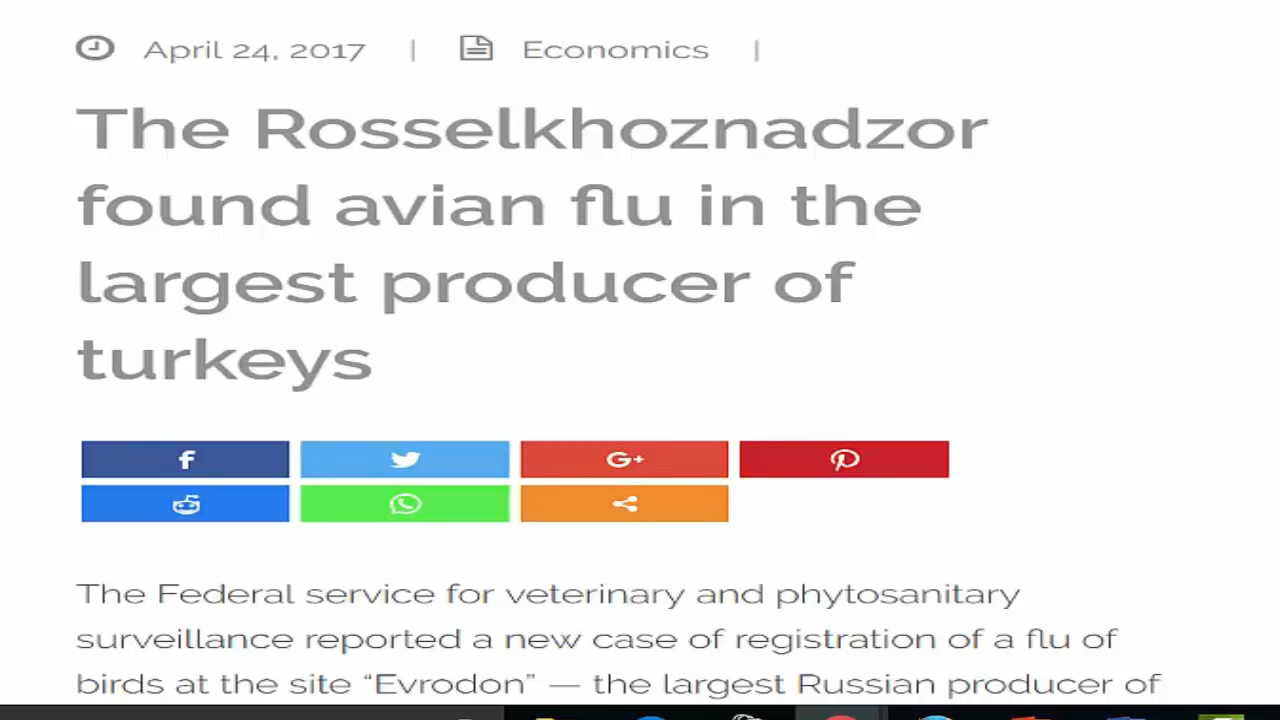 April 24, 2017 | Economics |
The Rosselkhoznadzor
found avian flu in the
largest producer of
turkeys
G+
The Federal service for veterinary and phytosanitary
surveillance reported a new case of registration of a flu of
birds at the site “Evrodon” — the largest Russian producer of